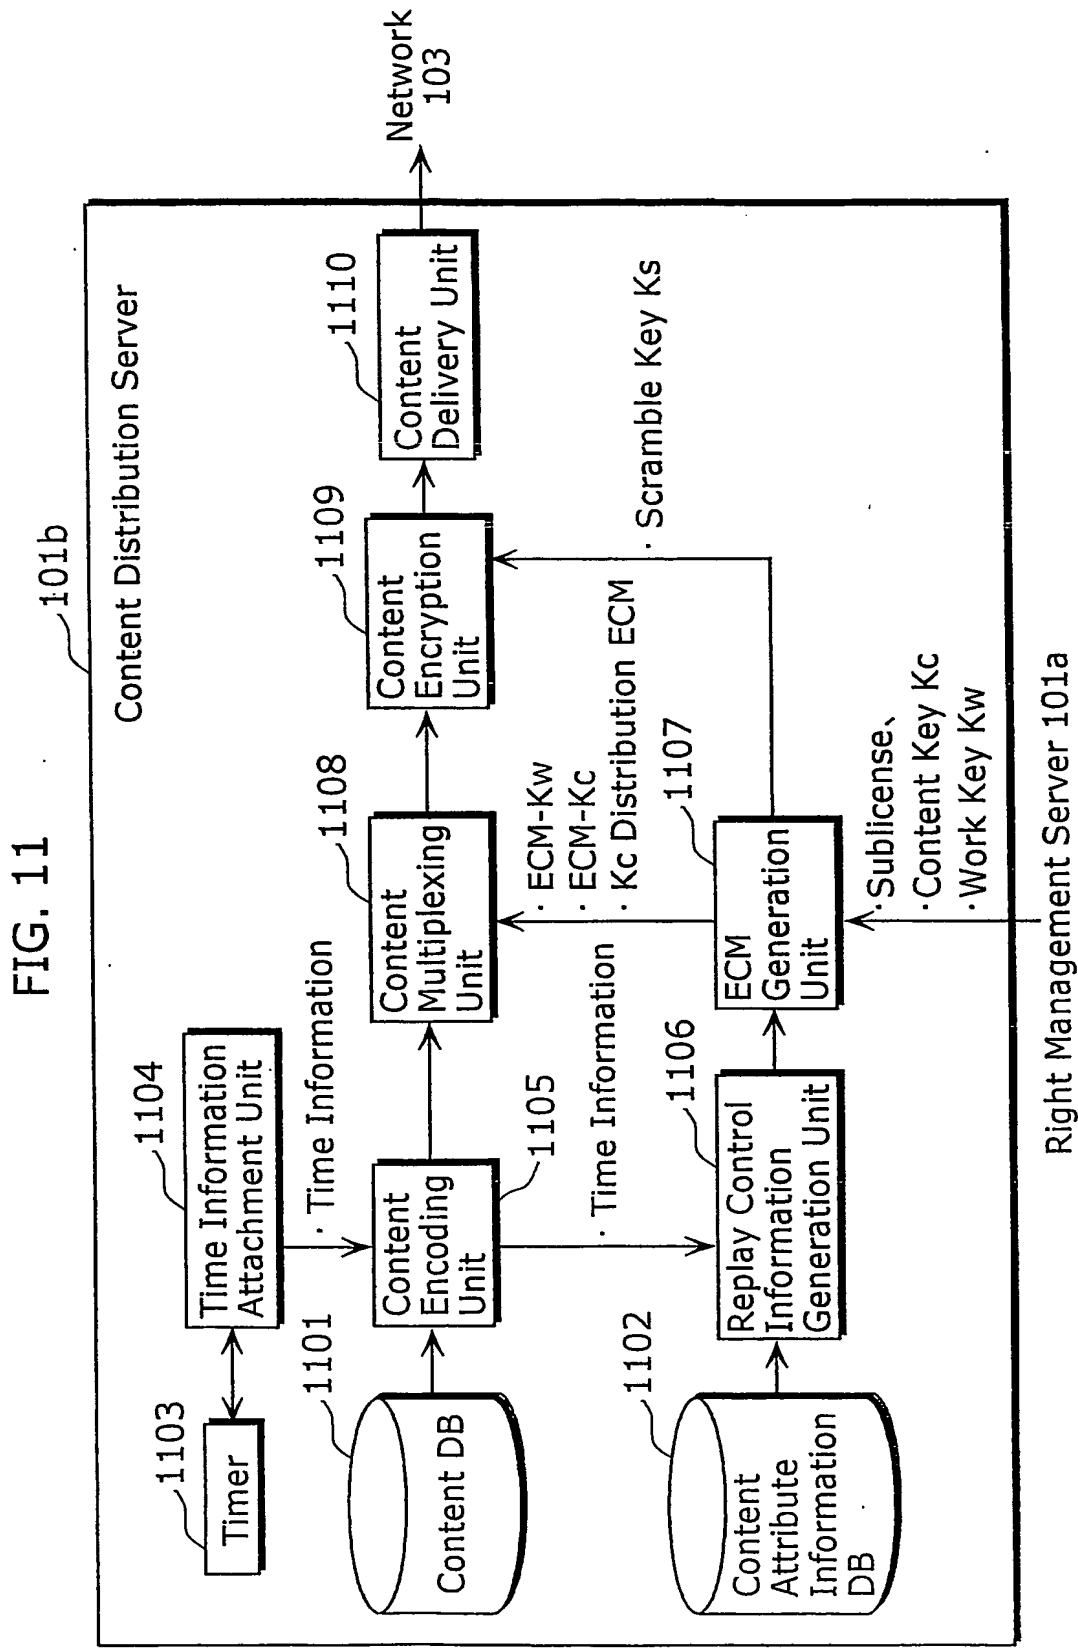 FIG. 11
101b
Content Distribution Server
1103
Timer
1104
Time Information
Attachment Unit
· Time Information
1101
Content DB
Content
Encoding
Unit
1105
1108
Content
Multiplexing
Unit
1109
Content
Encryption
Unit
1110
Content
Delivery Unit
Network
103
· Time Information
· ECM-Kw
· ECM-Kc
· Kc Distribution ECM
· Scramble Key Ks
1102
Content
Attribute
Information
DB
1106
Replay Control
Information
Generation Unit
1107
ECM
Generation
Unit
· Sublicense、
· Content Key Kc
· Work Key Kw
Right Management Server 101a